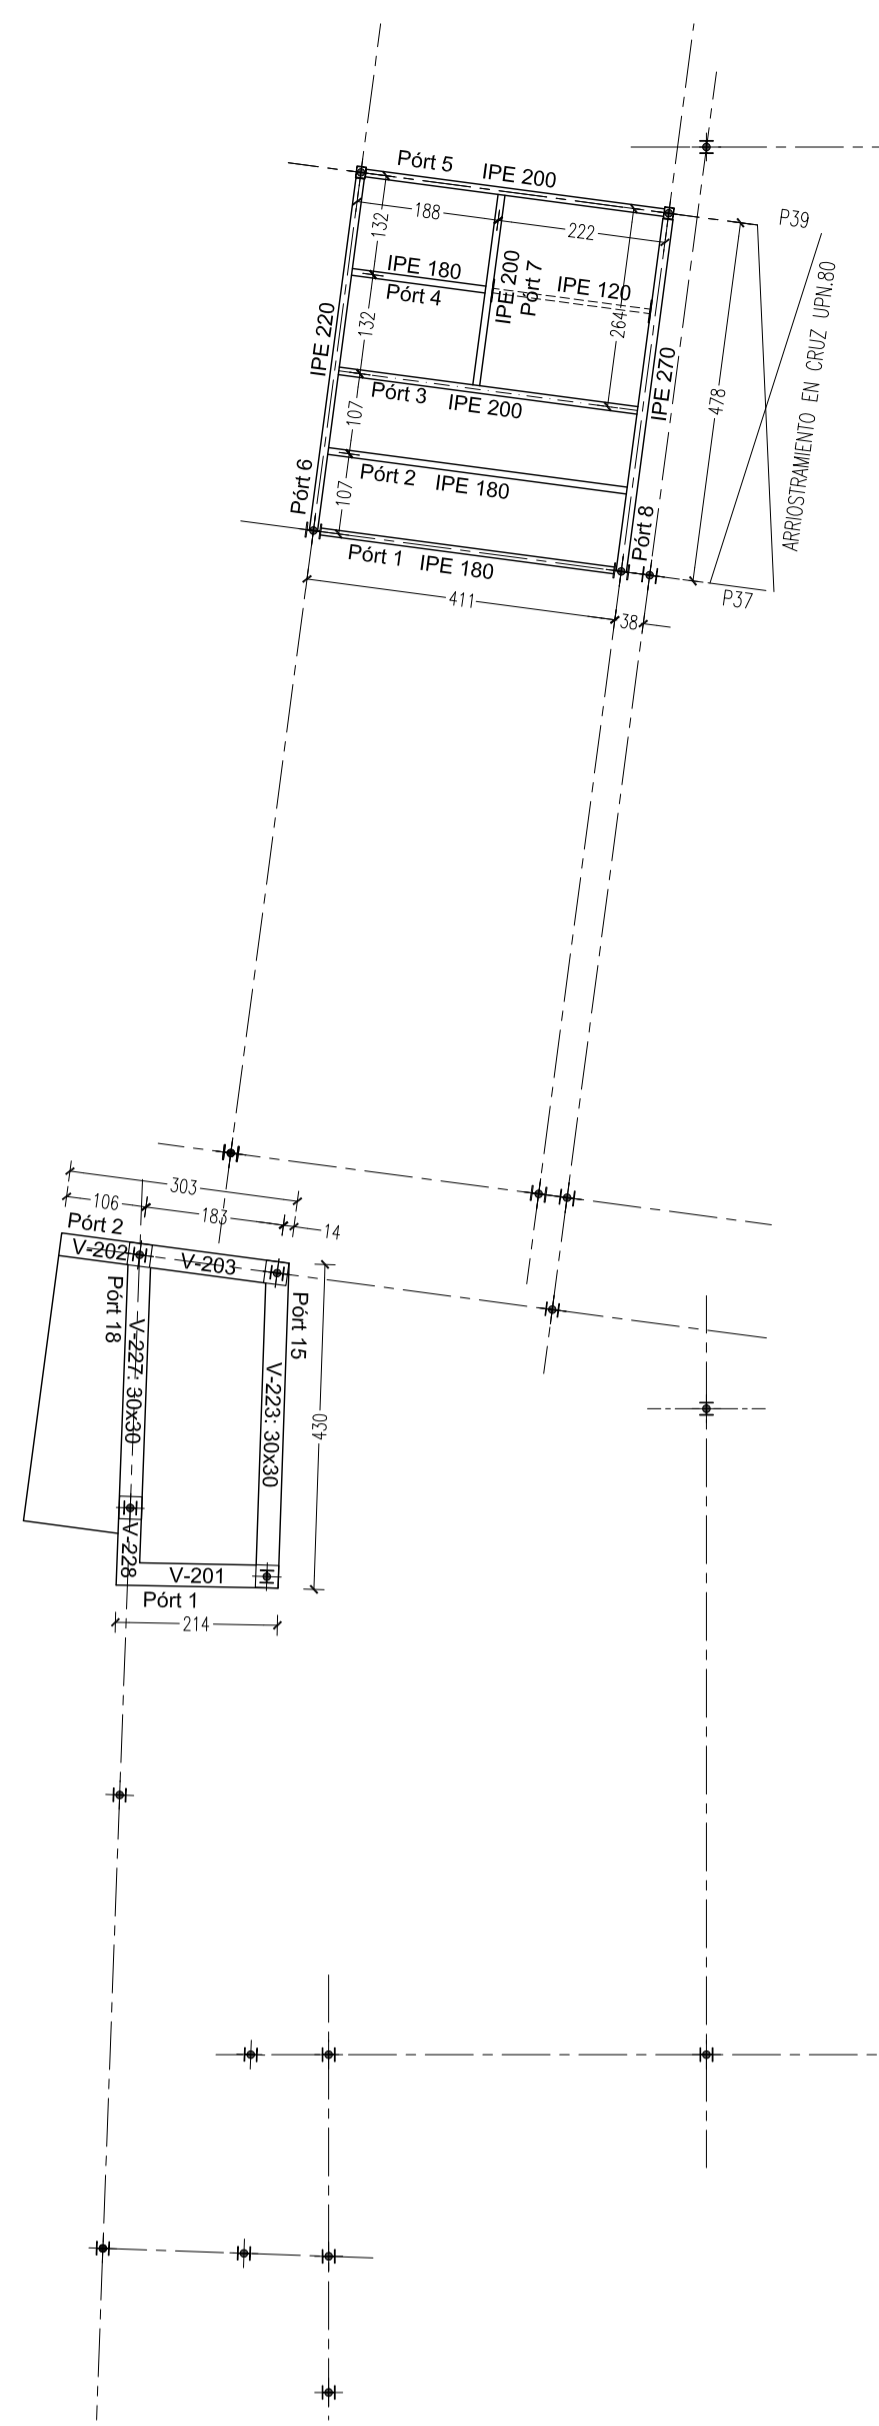 Pórt 5
IPE 200
P39
188
222
132
IPE 180
Pórt 4
IPE 200
Pórt 7
IPE 120
264
132
IPE 220
IPE 270
478
ARRIOSTRAMIENTO EN CRUZ UPN.80
Pórt 3
IPE 200
107
Pórt 2
IPE 180
107
Pórt 6
Pórt 8
Pórt 1
IPE 180
P37
411
38
303
106
183
14
Pórt 2
V-202
V-203
Pórt 18
Pórt 15
V-227: 30x30
V-223: 30x30
430
V-228
V-201
Pórt 1
214